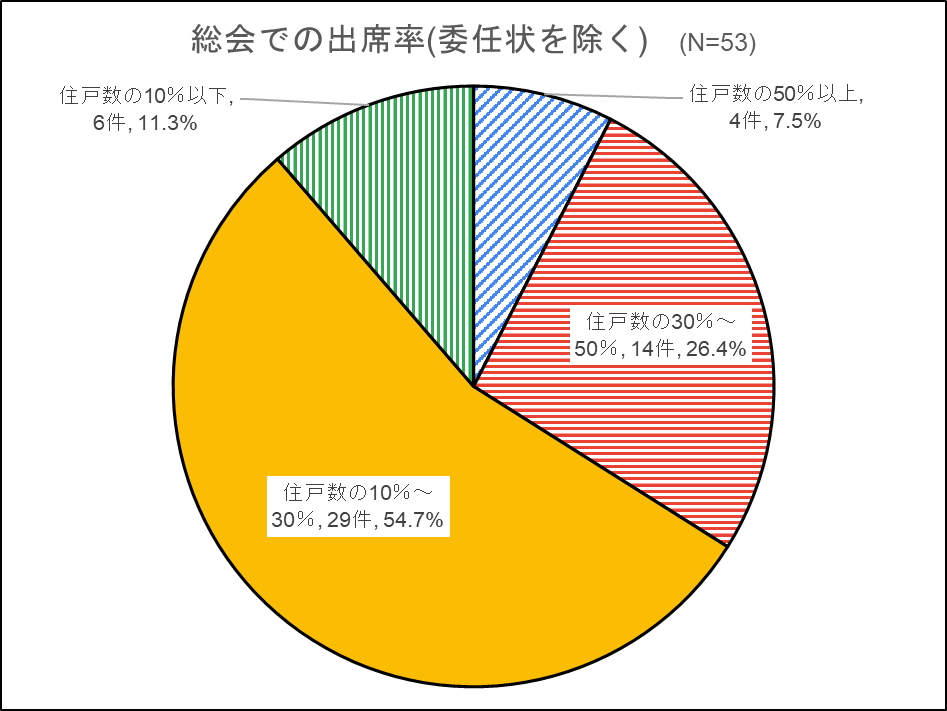 総会での出席率(委任状を除く) (N=53)
住戸数の10%以下,
6件, 11.3%
住戸数の50%以上,
4件, 7.5%
住戸数の30%～
50%, 14件, 26.4%
住戸数の10%～
30%, 29件, 54.7%